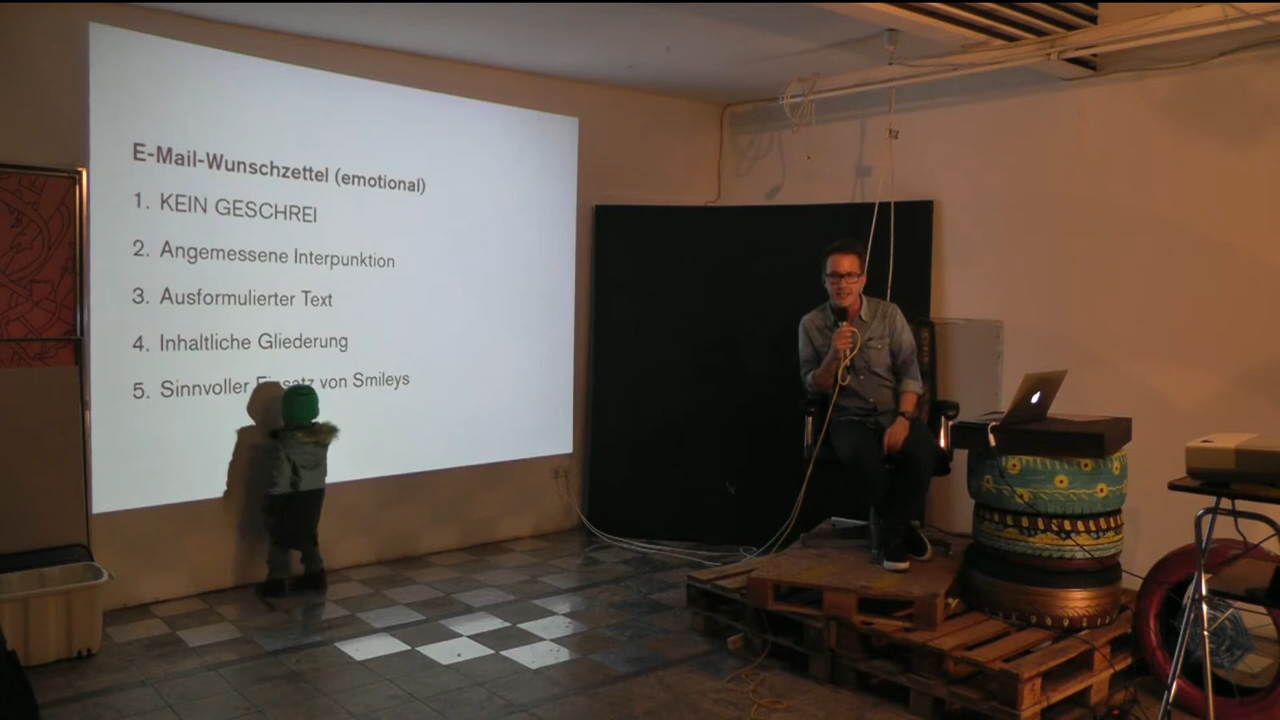 E-Mail-Wunschzettel (emotional)
1. KEIN GESCHREI
2. Angemessene Interpunktion
3. Ausformulierter Text
4. Inhaltliche Gliederung
5. Sinnvoller Einsatz von Smileys